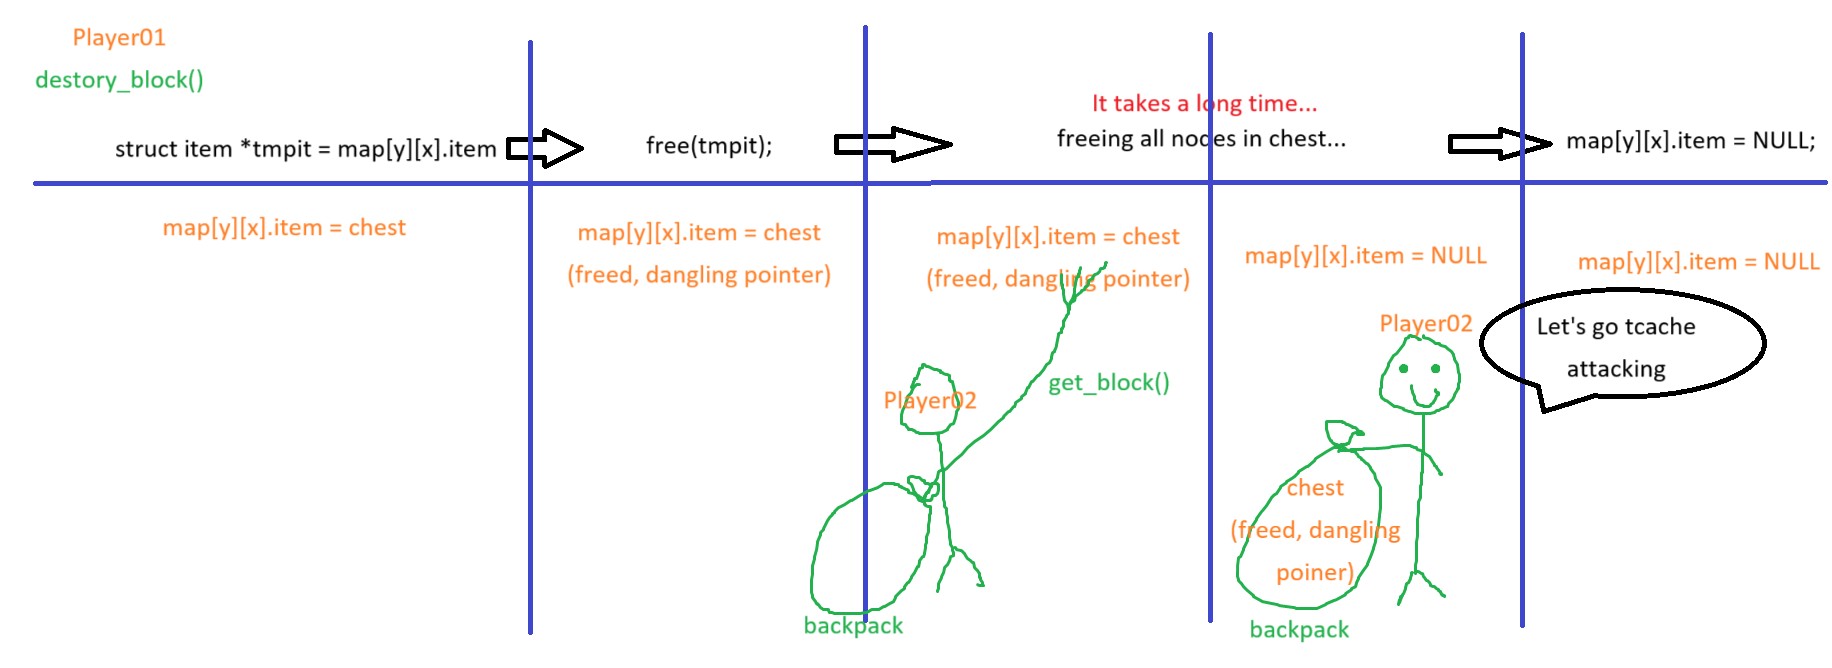 Player01
destory_block()
struct item *tmpit = map[y][x].item
free(tmpit);
It takes a long time...
freeing all nodes in chest...
map[y][x].item = NULL;
map[y][x].item = chest
map[y][x].item = chest
(freed, dangling pointer)
map[y][x].item = chest
(freed, dangling pointer)
map[y][x].item = NULL
map[y][x].item = NULL
Player02
get_block()
backpack
Player02
Let's go tcache
attacking
chest
(freed, dangling
poiner)
backpack